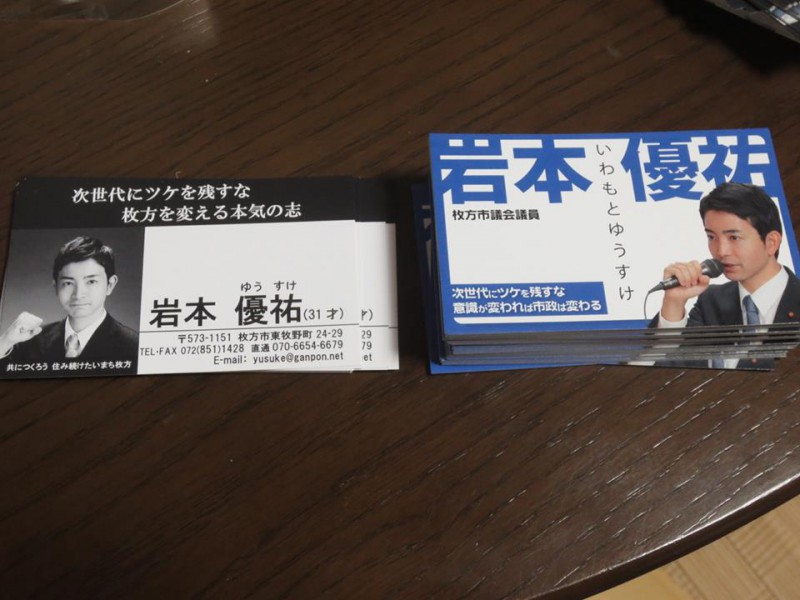 次世代にツケを残すな
枚方を変える本気の志
ゆう すけ
岩本 優祐(31才)
〒573-1151 枚方市東牧野町 24-29
TEL-FAX 072(851)1428 直通 070-6654-6679
E-mail: yusuke@ganpon.net
共につくろう 住み続けたいまち枚方
才)
-29
679
et
岩本 優祐
いわもとゆうすけ
枚方市議会議員
次世代にツケを残すな
意識が変われば市政は変わる